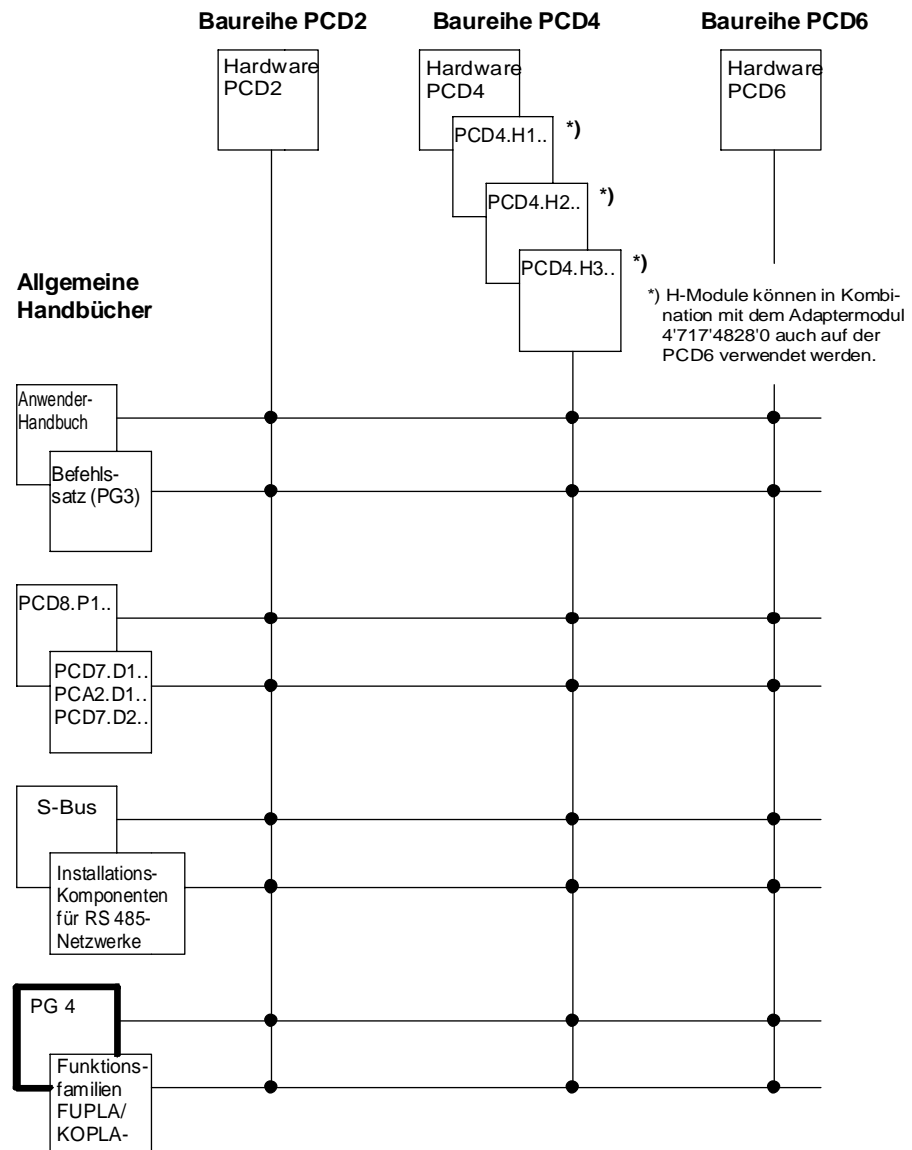 Baureihe PCD2
Baureihe PCD4
Baureihe PCD6
Hardware
PCD2
Hardware
PCD4
Hardware
PCD6
PCD4.H1..
*)
PCD4.H2..
*)
PCD4.H3..
*)
Allgemeine
Handbücher
*) H-Module können in Kombi-
nation mit dem Adaptermodul
4'717'4828'0 auch auf der
PCD6 verwendet werden.
Anwender-
Handbuch
Befehls-
satz (PG3)
PCD8.P1..
PCD7.D1..
PCA2.D1..
PCD7.D2..
S-Bus
Installations-
Komponenten
für RS 485-
Netzwerke
PG 4
Funktions-
familien
FUPLA/
KOPLA-